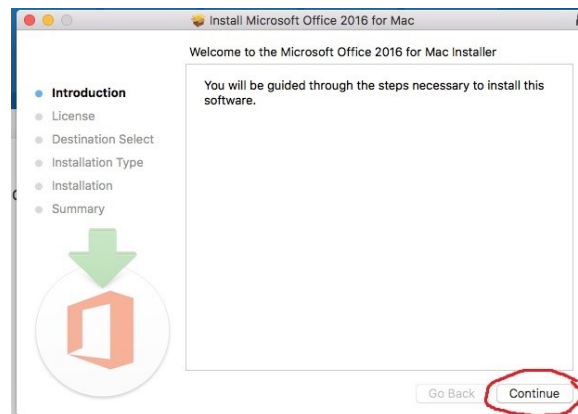 Install Microsoft Office 2016 for Mac
Welcome to the Microsoft Office 2016 for Mac Installer
Introduction
License
Destination Select
Installation Type
Installation
Summary
You will be guided through the steps necessary to install this
software.
Go Back
Continue